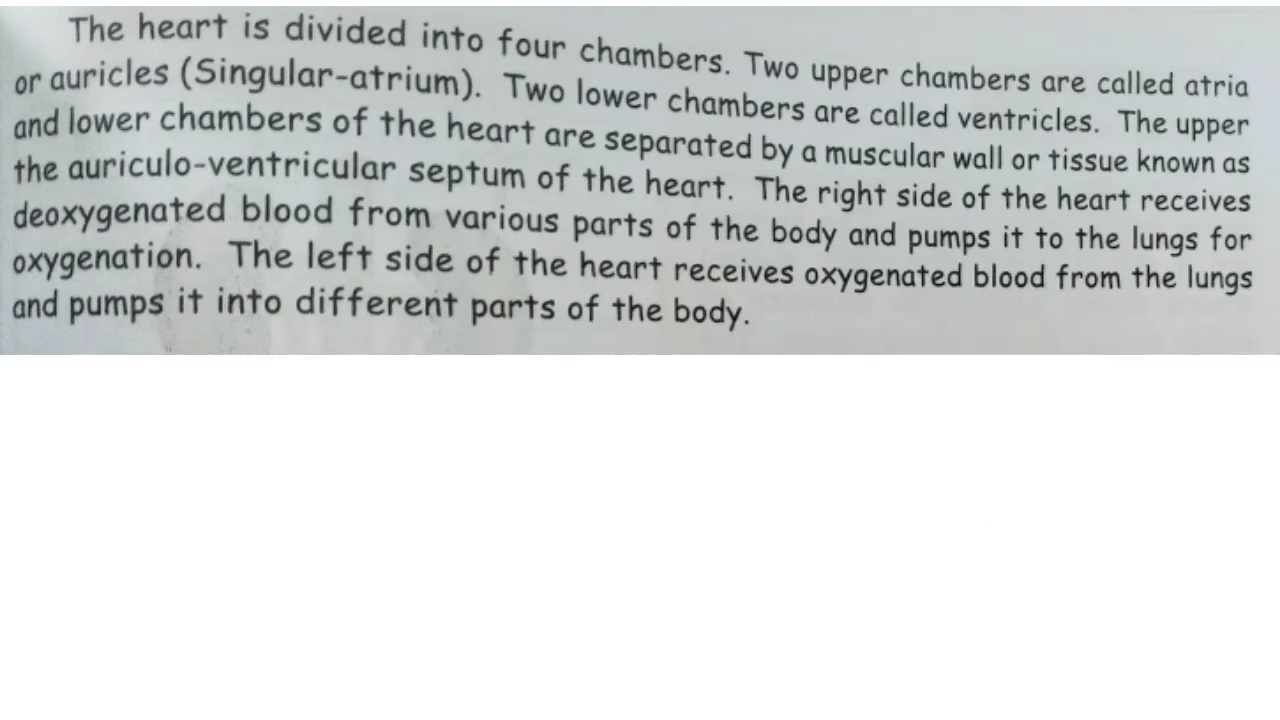 The heart is divided into four chambers. Two upper chambers are called atria
or auricles (Singular-atrium). Two lower chambers are called ventricles. The upper
and lower chambers of the heart are separated by a muscular wall or tissue known as
the auriculo-ventricular septum of the heart. The right side of the heart receives
deoxygenated blood from various parts of the body and pumps it to the lungs for
oxygenation. The left side of the heart receives oxygenated blood from the lungs
and pumps it into different parts of the body.